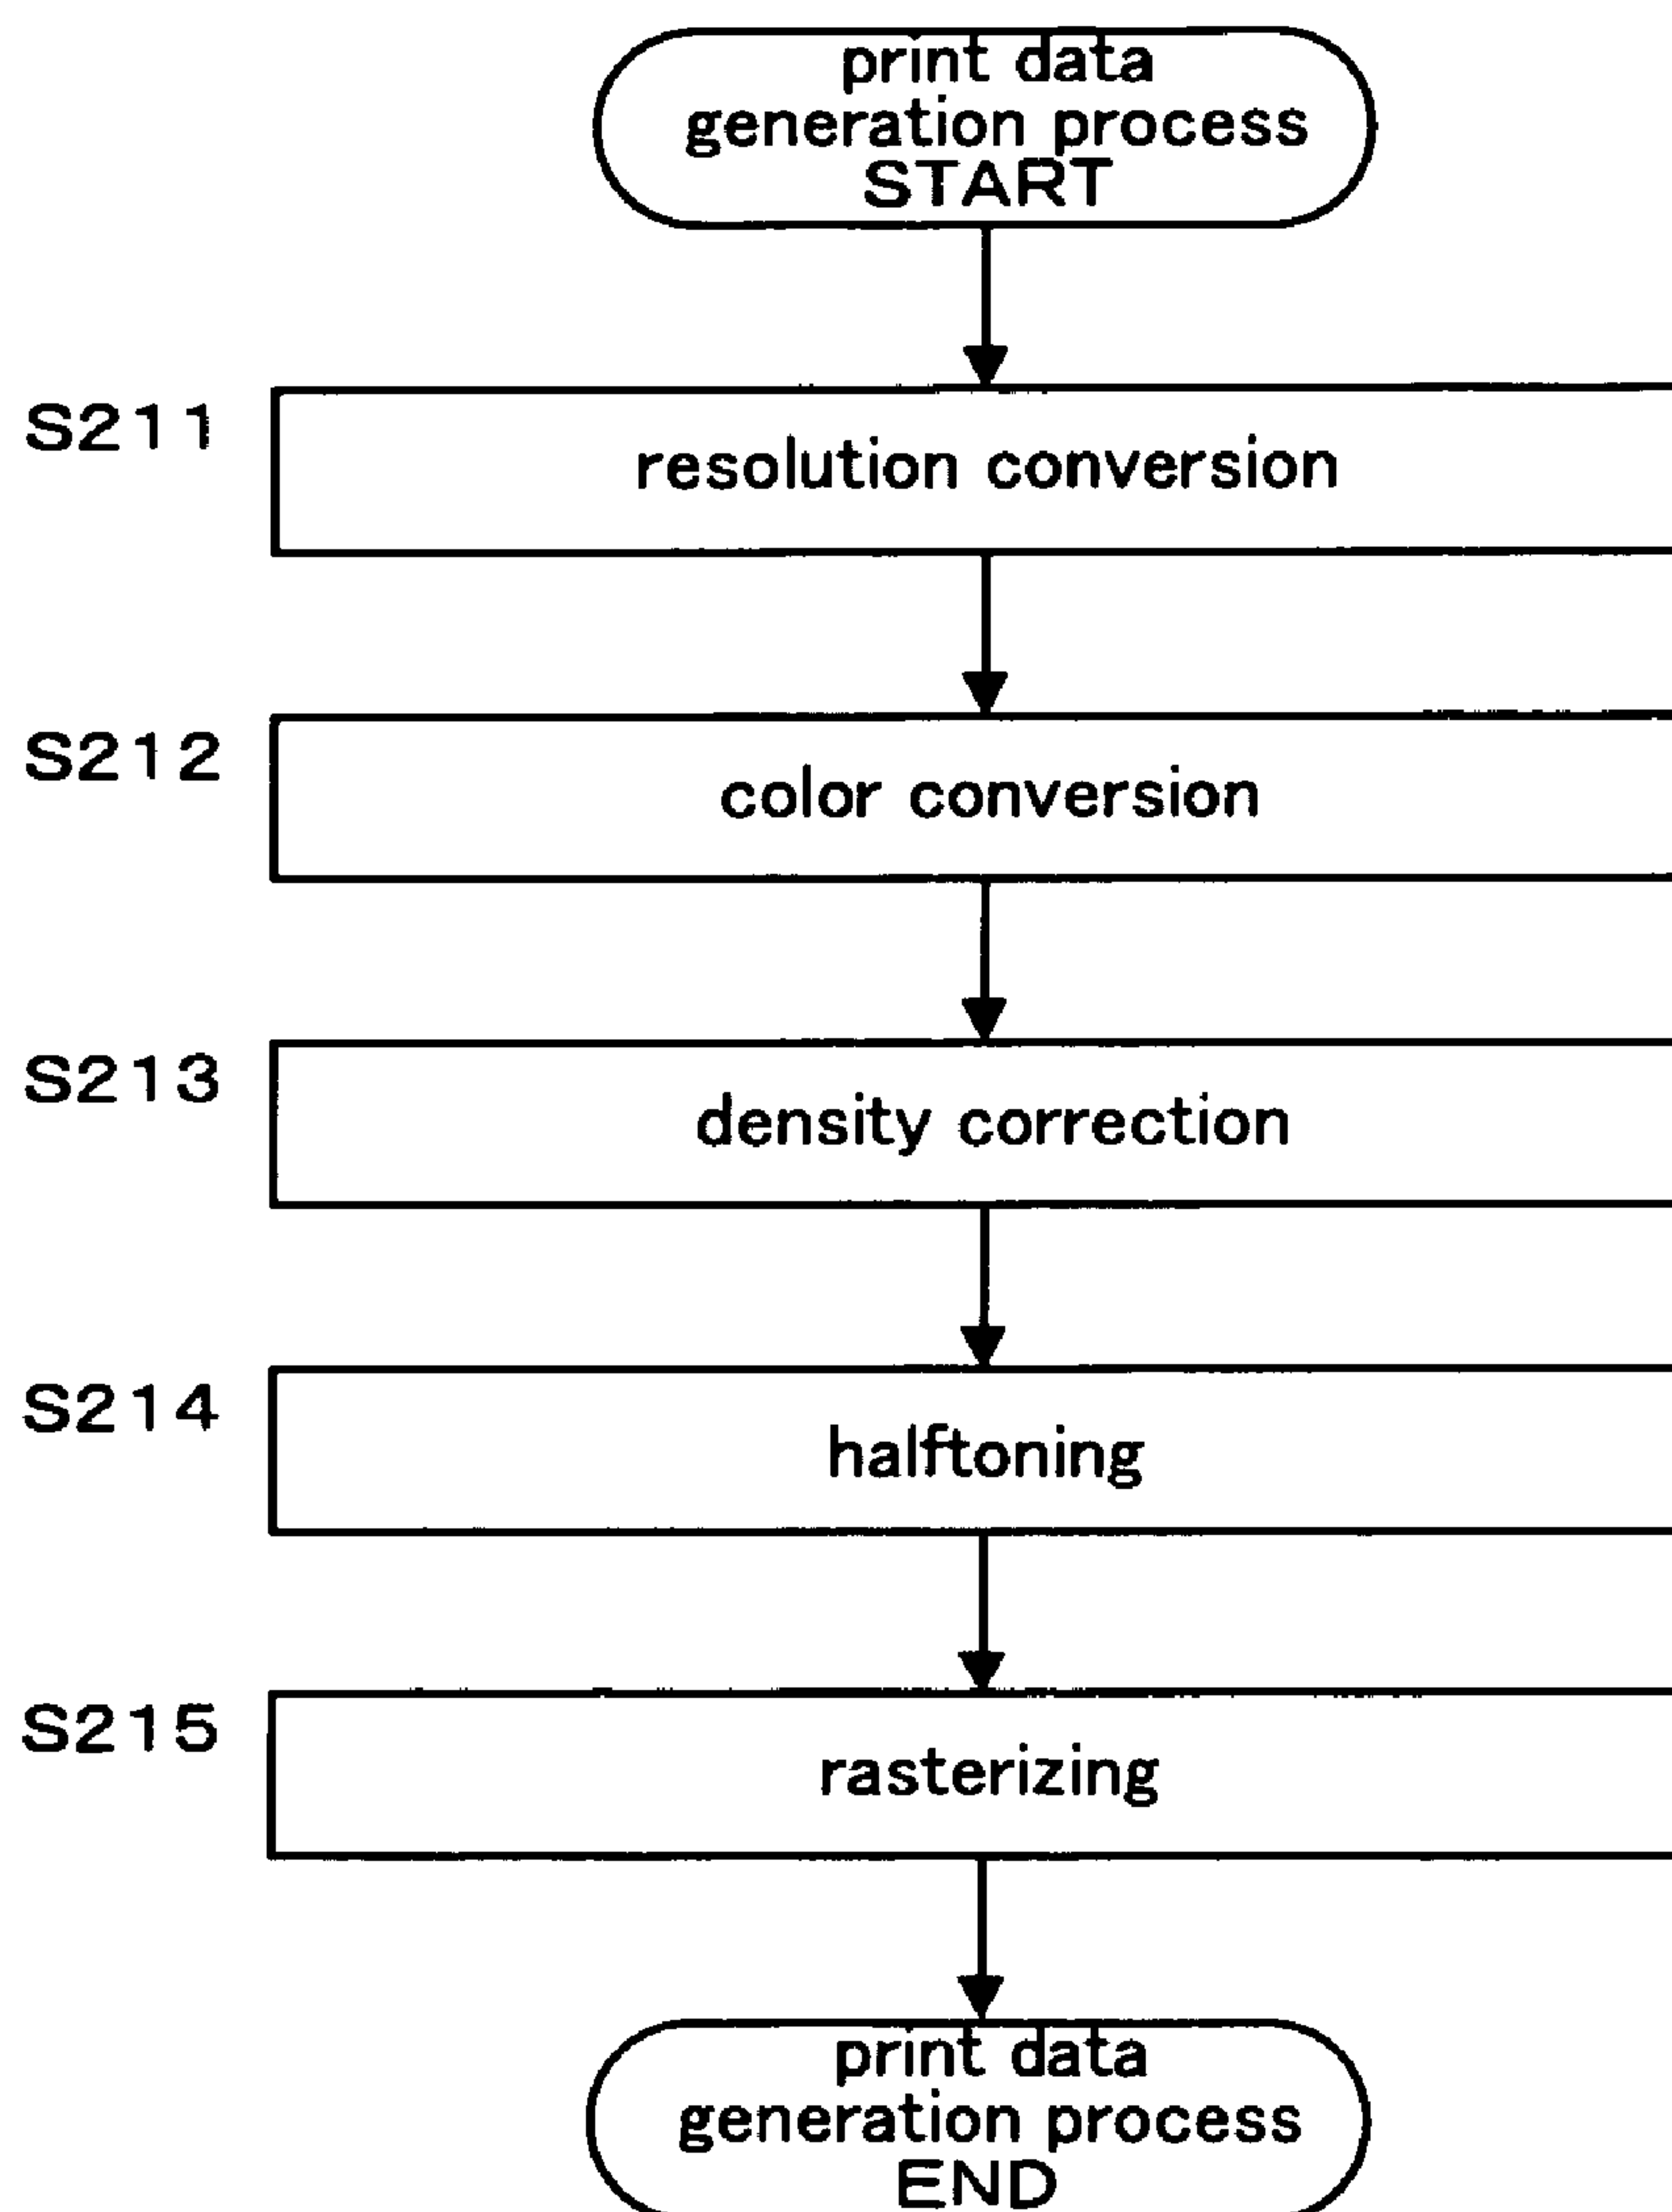 print data
generation process
START
S211
resolution conversion
S212
color conversion
S213
density correction
S214
halftoning
S215
rasterizing
print data
generation process
END